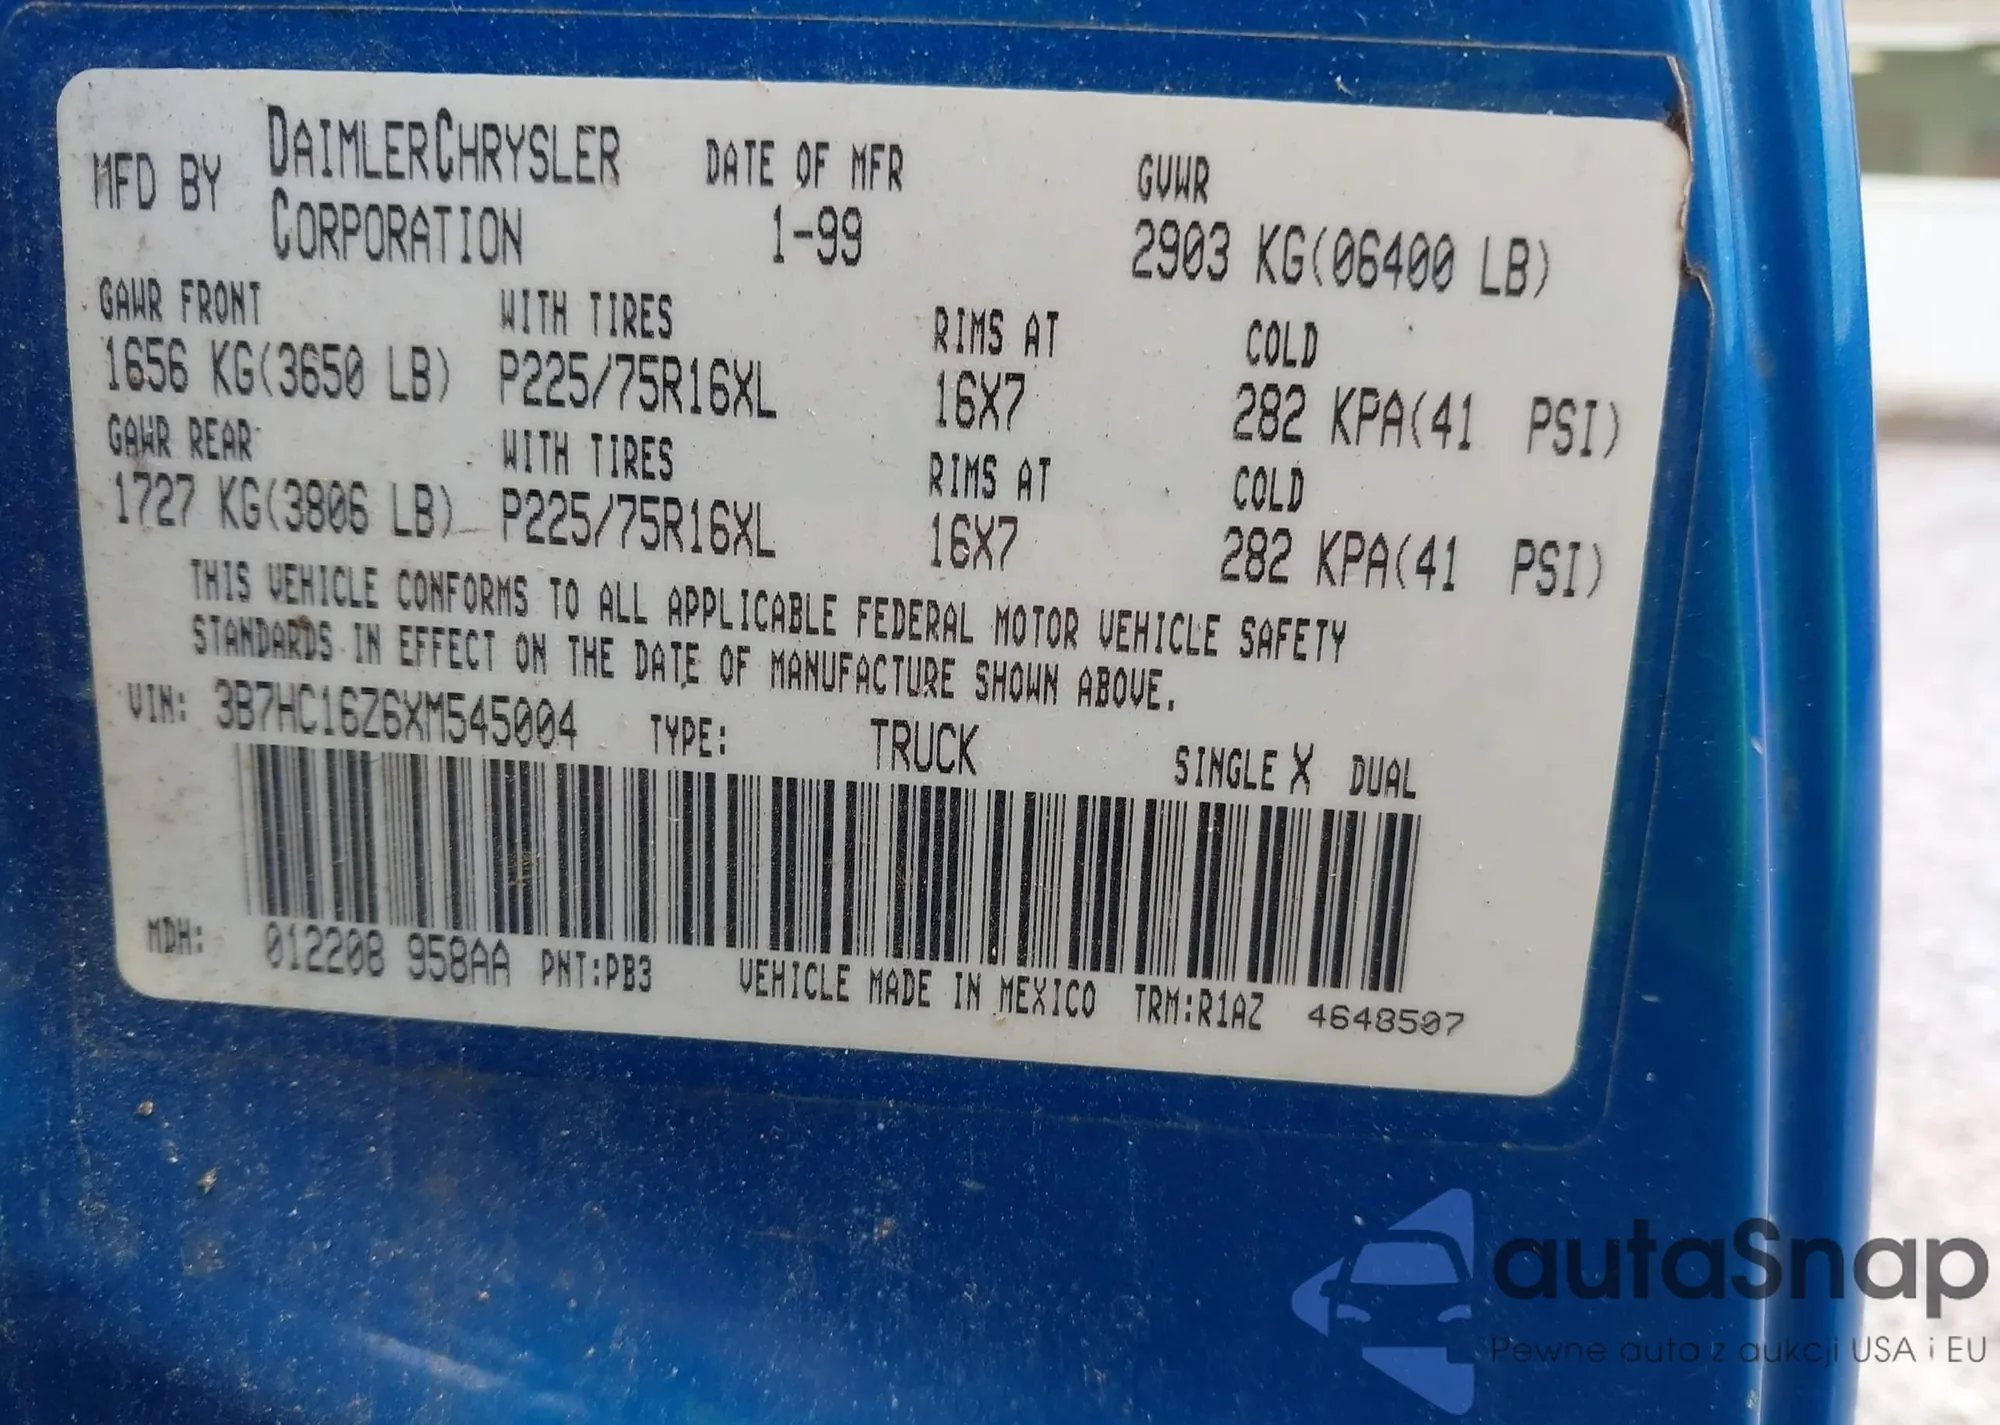 MFD BY DAIMLERCHRYSLER CORPORATION DATE OF MFR 1-99 GVWR 2903 KG(06400 LB)
GAWR FRONT WITH TIRES RIMS AT COLD
1656 KG(3650 LB) P225/75R16XL 16X7 282 KPA(41 PSI)
GAWR REAR WITH TIRES RIMS AT COLD
1727 KG(3806 LB) P225/75R16XL 16X7 282 KPA(41 PSI)
THIS VEHICLE CONFORMS TO ALL APPLICABLE FEDERAL MOTOR VEHICLE SAFETY
STANDARDS IN EFFECT ON THE DATE OF MANUFACTURE SHOWN ABOVE.
VIN: 3B7HC16Z6XM545004 TYPE: TRUCK SINGLE X DUAL
MDH: 012208 958AA PNT:PB3 VEHICLE MADE IN MEXICO TRM:R1AZ 4648507
autaSnap
Pewne auta z aukcji USA i EU